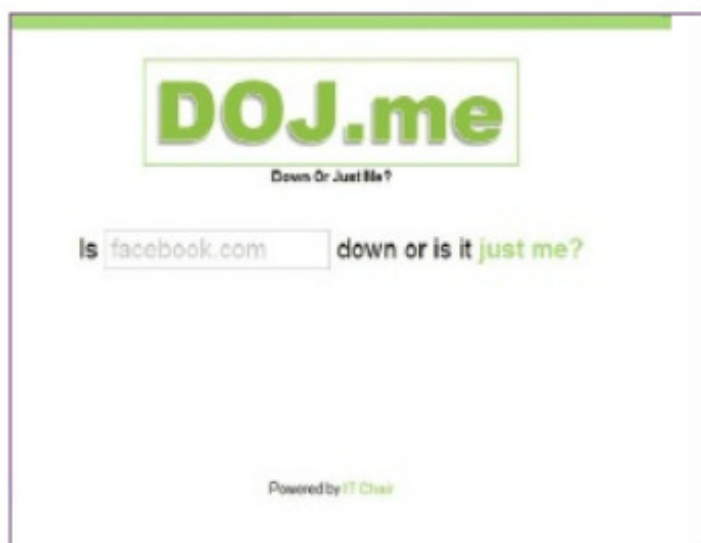 DOJ.me
Down Or Just Me?
Is facebook.com down or is it just me?
Powered by IT Chair